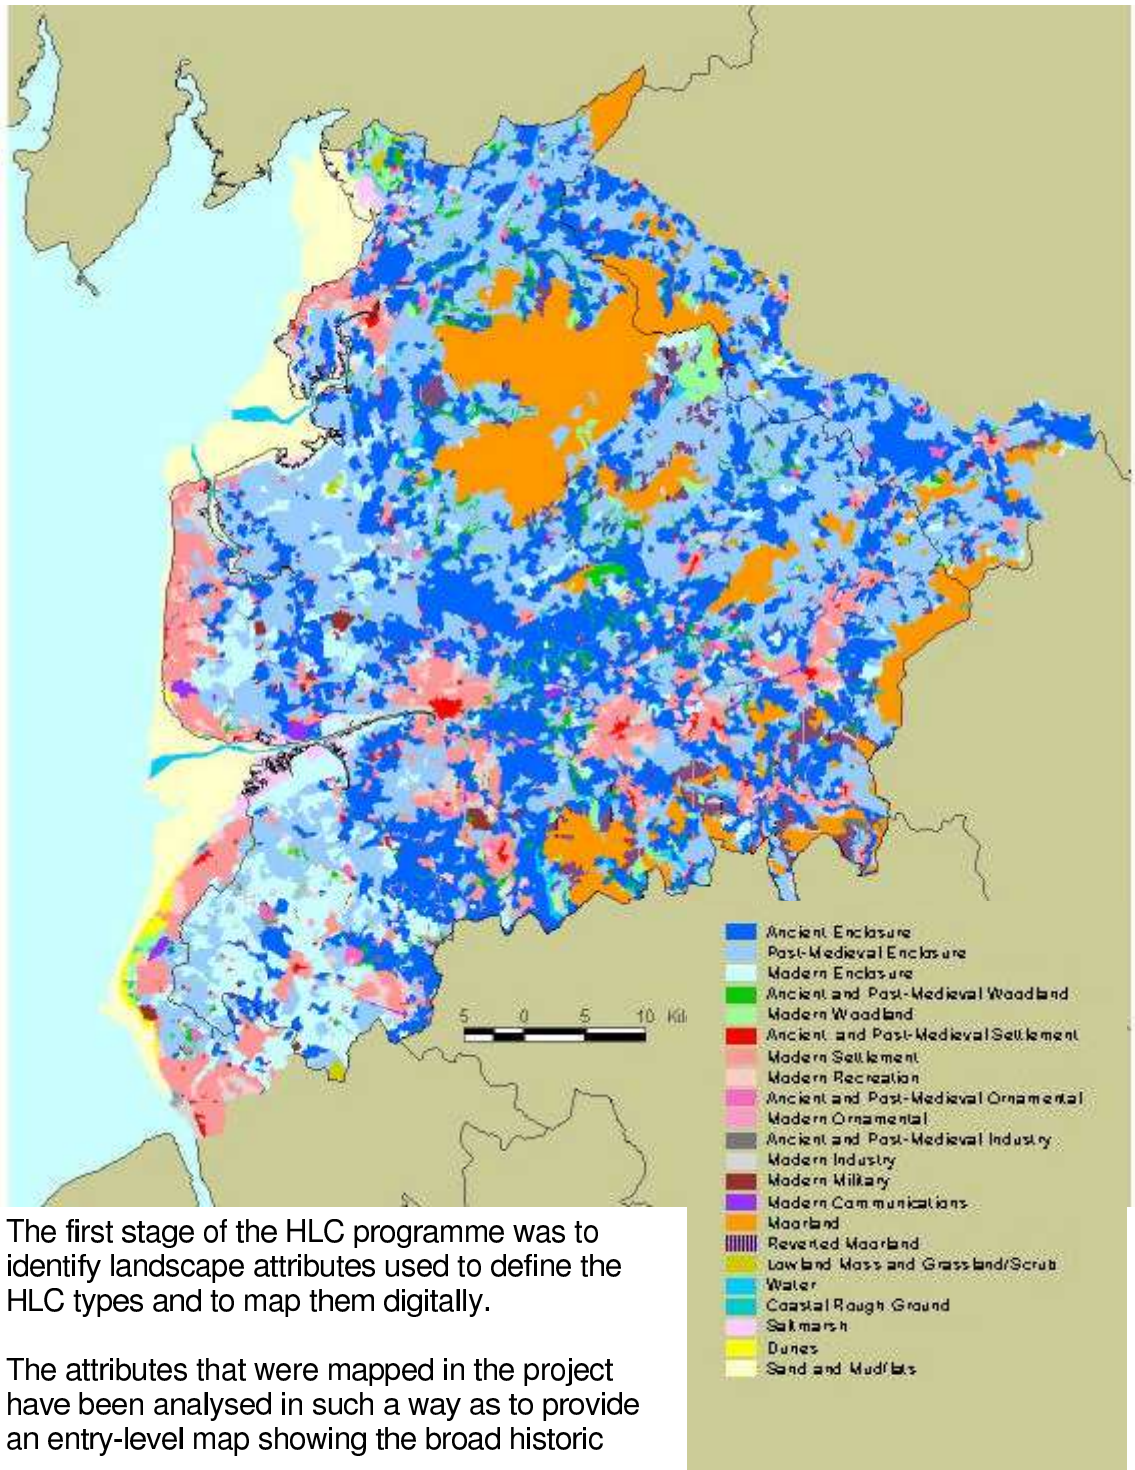 5 0 5 10 Kil
Ancient Enclosure
Post-Medieval Enclosure
Modern Enclosure
Ancient and Post-Medieval Woodland
Modern Woodland
Ancient and Post-Medieval Settlement
Modern Settlement
Modern Recreation
Ancient and Post-Medieval Ornamental
Modern Ornamental
Ancient and Post-Medieval Industry
Modern Industry
Modern Military
Modern Communications
Moorland
Reverted Moorland
Lowland Moss and Grassland/Scrub
Water
Coastal Rough Ground
Saltmarsh
Dunes
Sand and Mudflats
The first stage of the HLC programme was to
identify landscape attributes used to define the
HLC types and to map them digitally.
The attributes that were mapped in the project
have been analysed in such a way as to provide
an entry-level map showing the broad historic